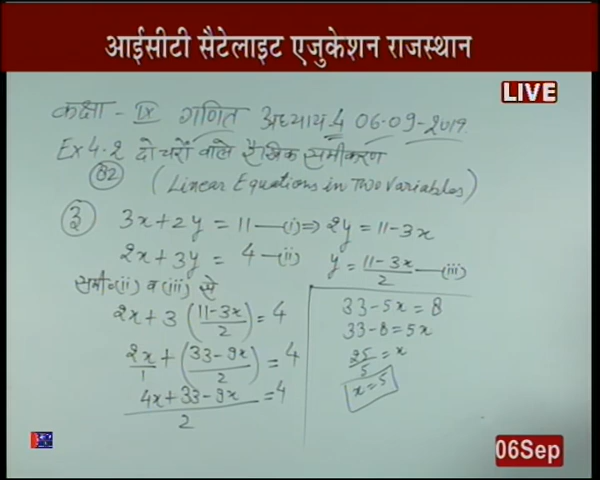 आईसीटी सैटेलाइट एजुकेशन राजस्थान
LIVE
कक्षा - IX गणित अध्याय-4 06-09-2019
Ex 4.2 दो चरों वाले रैखिक समीकरण
(Linear Equations in Two Variables)
3x+2y = 11 —(i) ⇒ 2y = 11-3x
2x+3y = 4 —(ii) y = (11-3x)/2 —(iii)
समी०(ii) व (iii) से
2x + 3 ((11-3x)/2) = 4
2x/1 + ((33-9x)/2) = 4
(4x+33-9x)/2 = 4
33-5x = 8
33-8 = 5x
25/5 = x
x = 5
06Sep